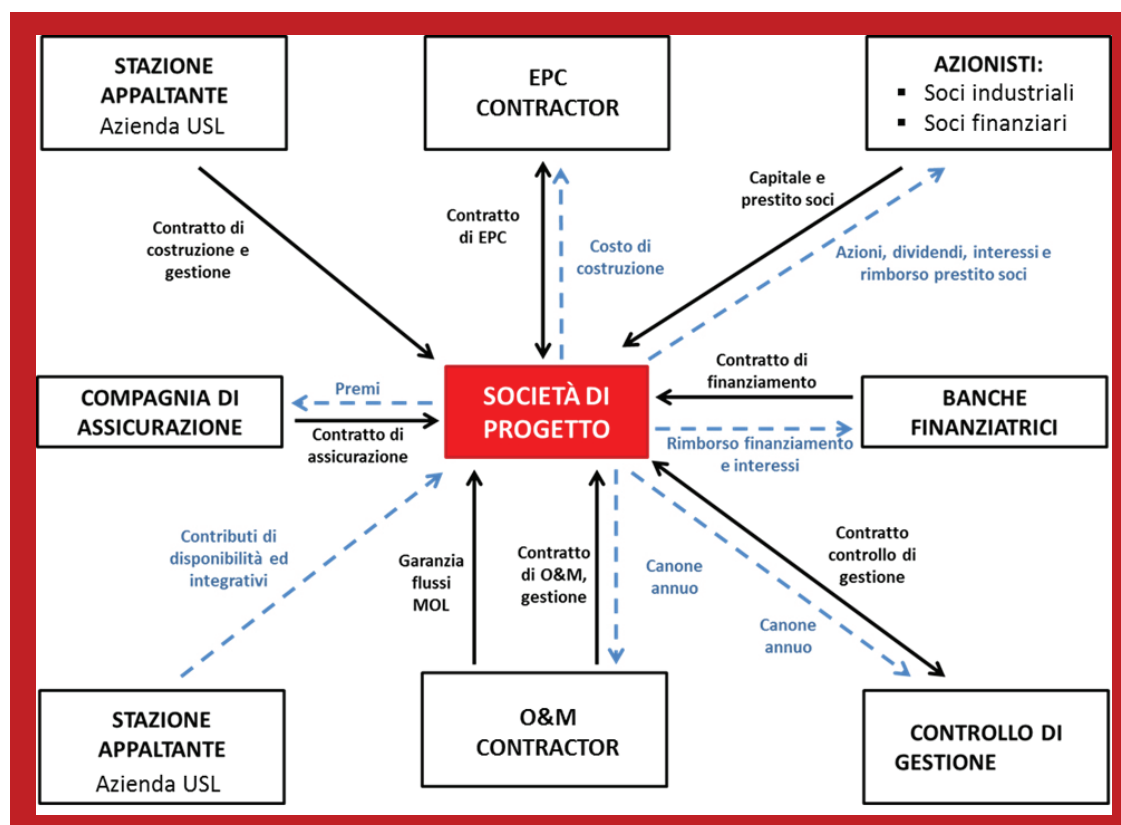 STAZIONE
APPALTANTE
Azienda USL
EPC
CONTRACTOR
AZIONISTI:
▪ Soci industriali
▪ Soci finanziari
Contratto di
costruzione e
gestione
Contratto
di EPC
Costo di
costruzione
Capitale e
prestito soci
Azioni, dividendi, interessi e
rimborso prestito soci
COMPAGNIA DI
ASSICURAZIONE
Premi
Contratto di
assicurazione
SOCIETÀ DI
PROGETTO
Contratto di
finanziamento
Rimborso finanziamento
e interessi
BANCHE
FINANZIATRICI
Contributi di
disponibilità ed
integrativi
Garanzia
flussi
MOL
Contratto
di O&M,
gestione
Canone
annuo
Contratto
controllo di
gestione
Canone
annuo
STAZIONE
APPALTANTE
Azienda USL
O&M
CONTRACTOR
CONTROLLO DI
GESTIONE